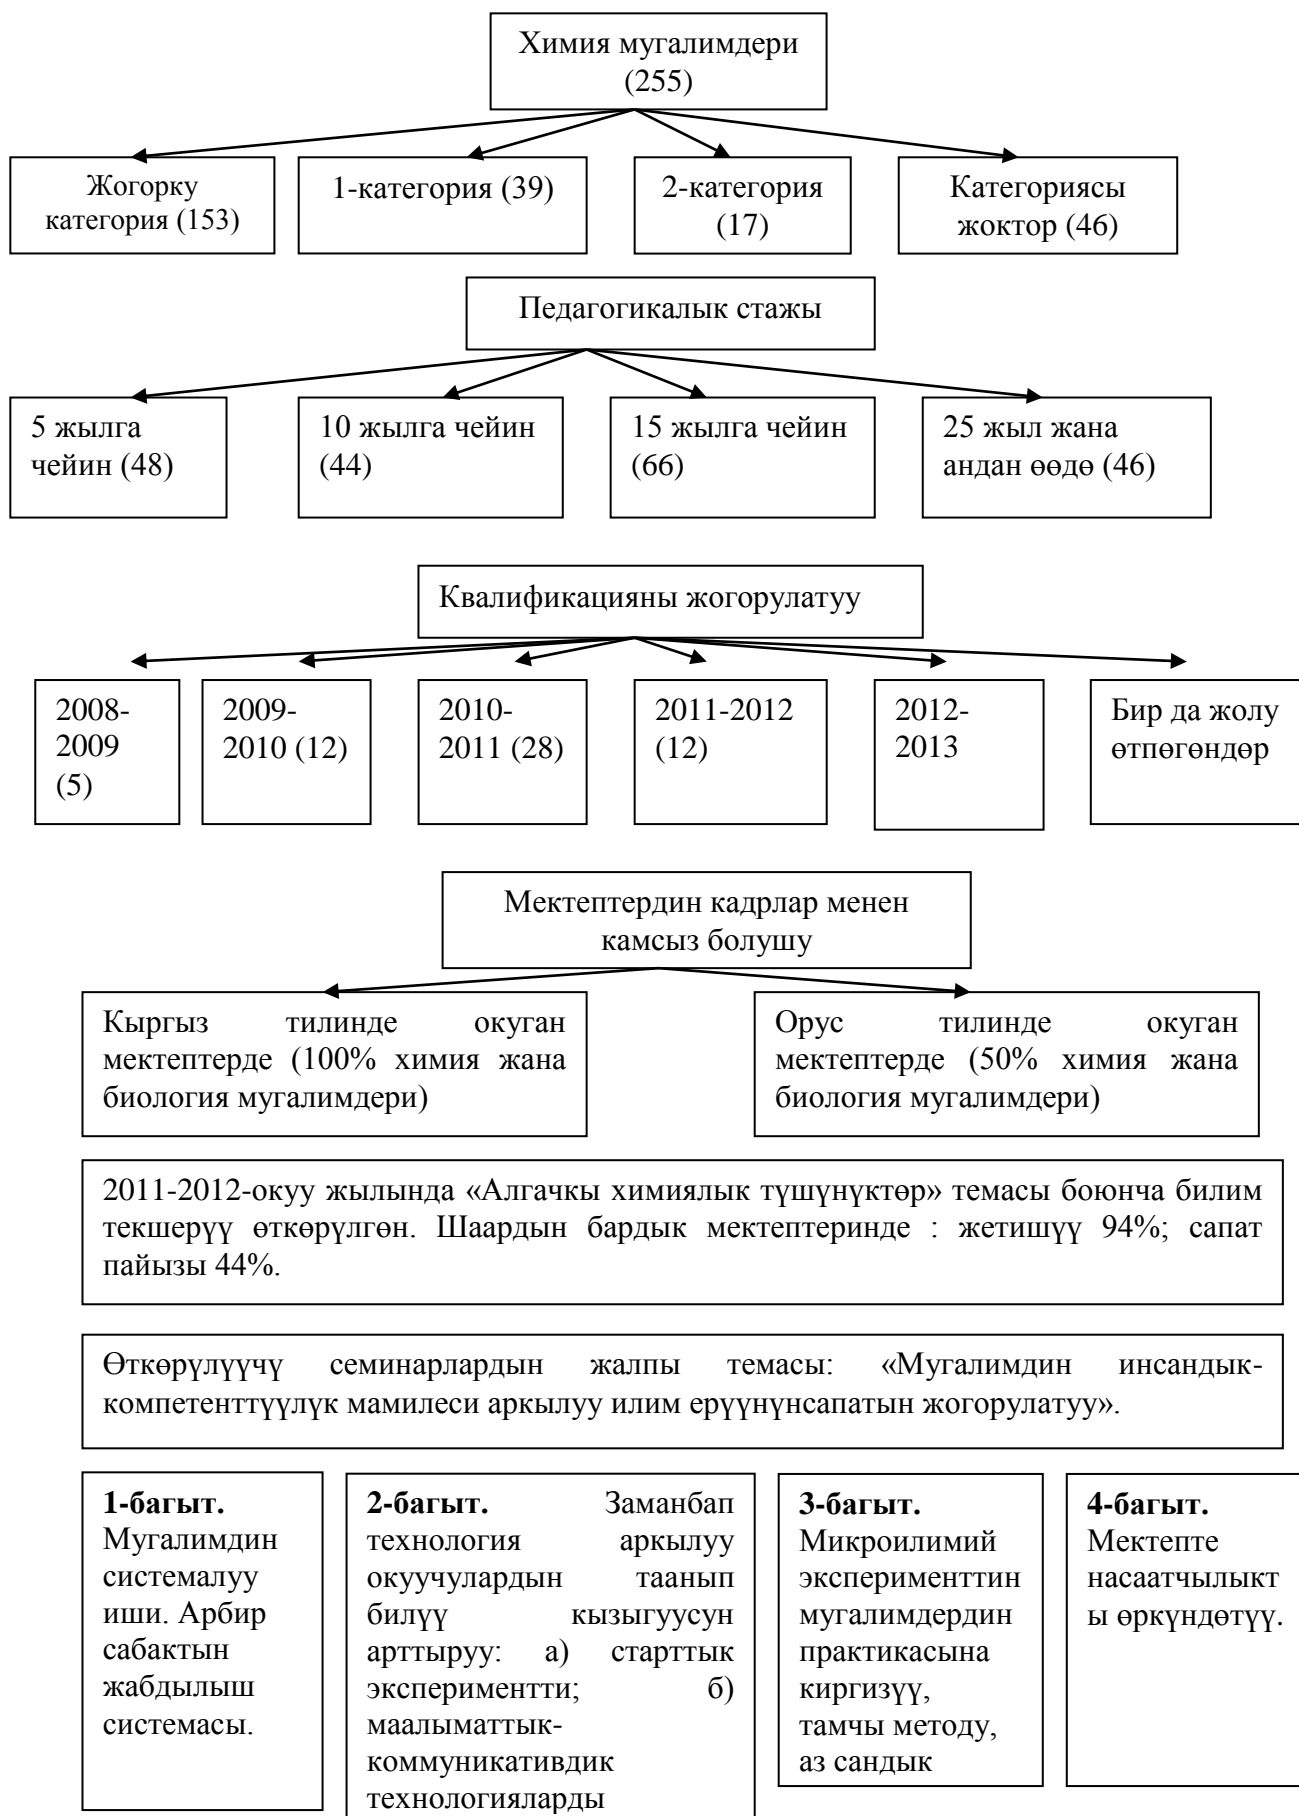 Химия мугалимдери
(255)
Жогорку
категория (153)
1-категория (39)
2-категория
(17)
Категориясы
жоктор (46)
Педагогикалык стажы
5 жылга
чейин (48)
10 жылга чейин
(44)
15 жылга чейин
(66)
25 жыл жана
андан өөдө (46)
Квалификацияны жогорулатуу
2008-
2009
(5)
2009-
2010 (12)
2010-
2011 (28)
2011-2012
(12)
2012-
2013
Бир да жолу
өтпөгөндөр
Мектептердин кадрлар менен
камсыз болушу
Кыргыз тилинде окуган
мектептерде (100% химия жана
биология мугалимдери)
Орус тилинде окуган
мектептерде (50% химия жана
биология мугалимдери)
2011-2012-окуу жылында «Алгачкы химиялык түшүнүктөр» темасы боюнча билим
текшерүү өткөрүлгөн. Шаардын бардык мектептеринде : жетишүү 94%; сапат
пайызы 44%.
Өткөрүлүүчү семинарлардын жалпы темасы: «Мугалимдин инсандык-
компетенттүүлүк мамилеси аркылуу илим ерүүнүнсапатын жогорулатуу».
1-багыт.
Мугалимдин
системалуу
иши. Арбир
сабактын
жабдылыш
системасы.
2-багыт. Заманбап
технология аркылуу
окуучулардын таанып
билүү кызыгуусун
арттыруу: а) старттык
экспериментти; б)
маалыматтык-
коммуникативдик
технологияларды
3-багыт.
Микроилимий
эксперименттин
мугалимдердин
практикасына
киргизүү,
тамчы методу,
аз сандык
4-багыт.
Мектепте
насаатчылыкт
ы өркүндөтүү.